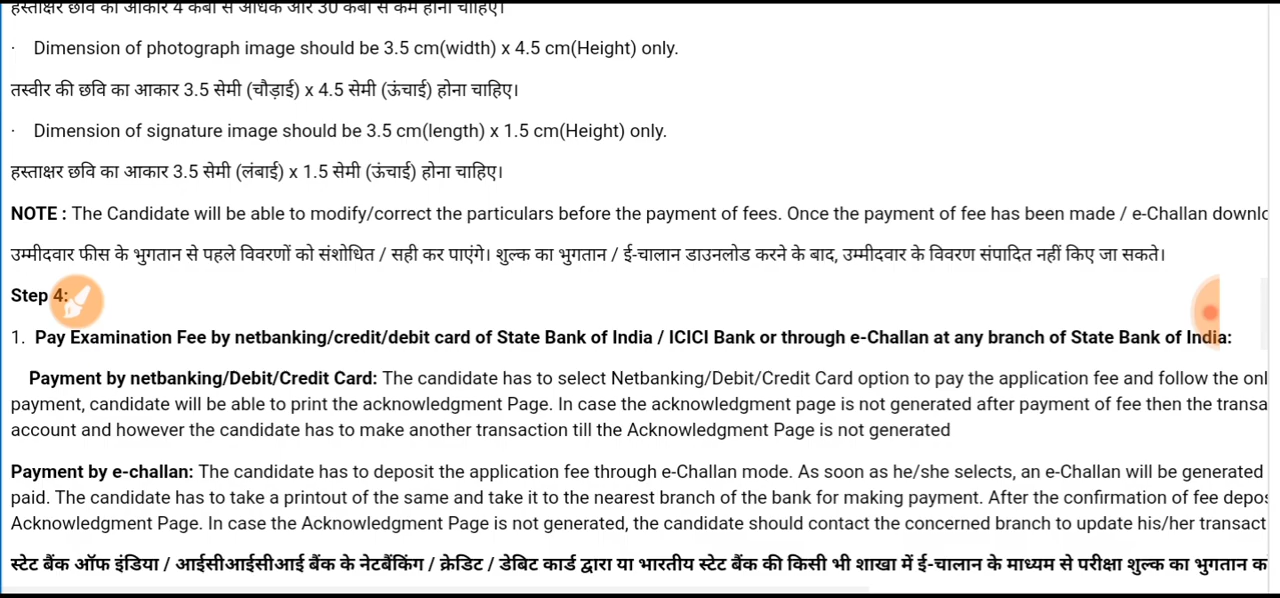 हस्ताक्षर छवि का आकार 4 केबी से अधिक और 30 केबी से कम होना चाहिए।
· Dimension of photograph image should be 3.5 cm(width) x 4.5 cm(Height) only.
तस्वीर की छवि का आकार 3.5 सेमी (चौड़ाई) x 4.5 सेमी (ऊंचाई) होना चाहिए।
· Dimension of signature image should be 3.5 cm(length) x 1.5 cm(Height) only.
हस्ताक्षर छवि का आकार 3.5 सेमी (लंबाई) x 1.5 सेमी (ऊंचाई) होना चाहिए।
NOTE : The Candidate will be able to modify/correct the particulars before the payment of fees. Once the payment of fee has been made / e-Challan
उम्मीदवार फीस के भुगतान से पहले विवरणों को संशोधित / सही कर पाएंगे। शुल्क का भुगतान / ई-चालान डाउनलोड करने के बाद, उम्मीदवार के विवरण संपादित नहीं किए जा सकते।
Step 4:
1. Pay Examination Fee by netbanking/credit/debit card of State Bank of India / ICICI Bank or through e-Challan at any branch of State Bank of India:
Payment by netbanking/Debit/Credit Card: The candidate has to select Netbanking/Debit/Credit Card option to pay the application fee and follow the
payment, candidate will be able to print the acknowledgment Page. In case the acknowledgment page is not generated after payment of fee then the
account and however the candidate has to make another transaction till the Acknowledgment Page is not generated
Payment by e-challan: The candidate has to deposit the application fee through e-Challan mode. As soon as he/she selects, an e-Challan will be generated
paid. The candidate has to take a printout of the same and take it to the nearest branch of the bank for making payment. After the confirmation of fee
Acknowledgment Page. In case the Acknowledgment Page is not generated, the candidate should contact the concerned branch to update his/her
स्टेट बैंक ऑफ इंडिया / आईसीआईसीआई बैंक के नेटबैंकिंग / क्रेडिट / डेबिट कार्ड द्वारा या भारतीय स्टेट बैंक की किसी भी शाखा में ई-चालान के माध्यम से परीक्षा शुल्क का भुगतान